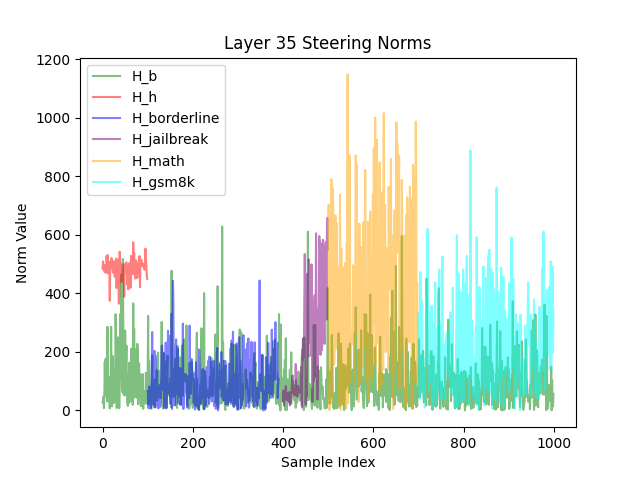 Layer 35 Steering Norms
H_b
H_h
H_borderline
H_jailbreak
H_math
H_gsm8k
Norm Value
1200
1000
800
600
400
200
0
0 200 400 600 800 1000
Sample Index